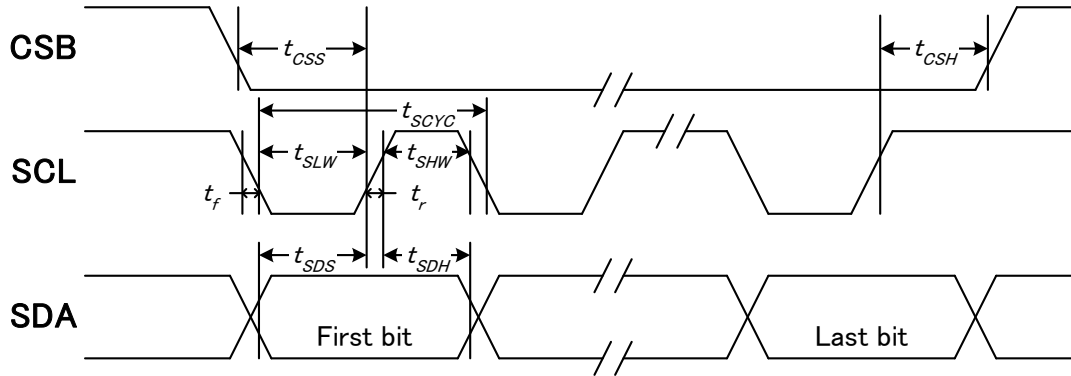 CSB
t_CSS
t_CSH
t_SCYC
SCL
t_SLW
t_SHW
t_f
t_r
t_SDS
t_SDH
SDA
First bit
Last bit